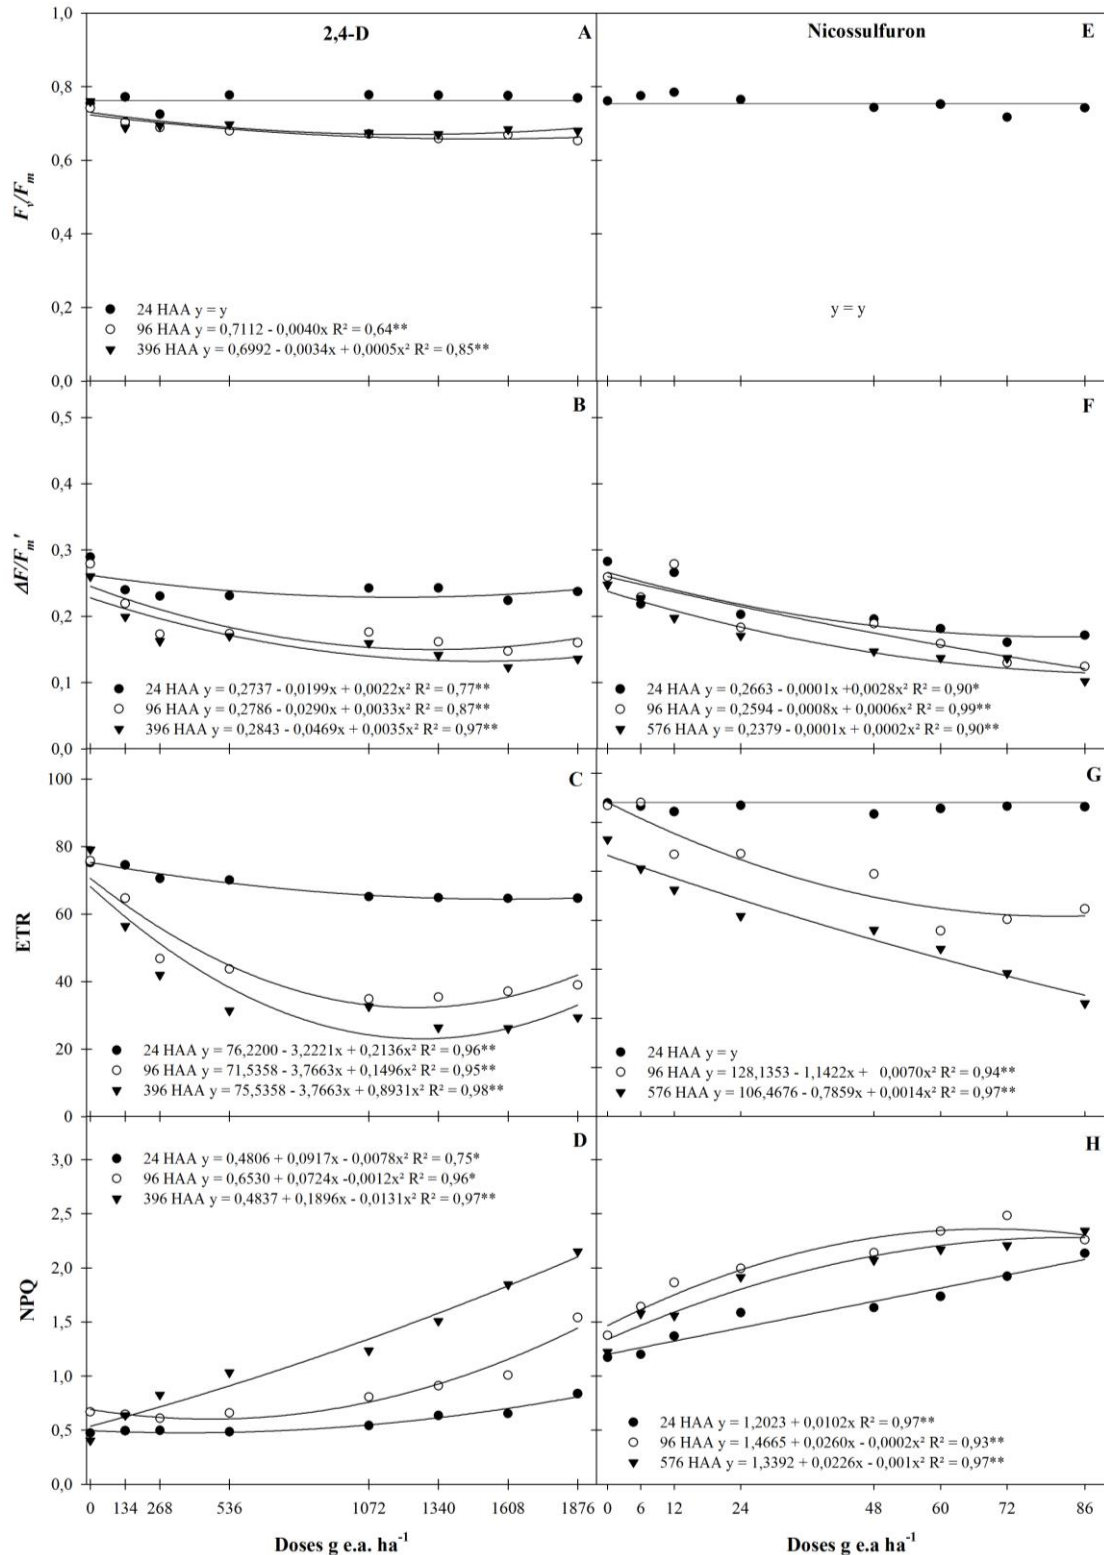 2,4-D
A
1,0
0,8
0,6
0,4
0,2
0,0
Fv/Fm
24 HAA y = y
96 HAA y = 0,7112 - 0,0040x R² = 0,64**
396 HAA y = 0,6992 - 0,0034x + 0,0005x² R² = 0,85**
Nicossulfuron
E
y = y
B
0,5
0,4
0,3
0,2
0,1
0,0
ΔF/Fm'
24 HAA y = 0,2737 - 0,0199x + 0,0022x² R² = 0,77**
96 HAA y = 0,2786 - 0,0290x + 0,0033x² R² = 0,87**
396 HAA y = 0,2843 - 0,0469x + 0,0035x² R² = 0,97**
F
24 HAA y = 0,2663 - 0,0001x +0,0028x² R² = 0,90*
96 HAA y = 0,2594 - 0,0008x + 0,0006x² R² = 0,99**
576 HAA y = 0,2379 - 0,0001x + 0,0002x² R² = 0,90**
C
100
80
60
40
20
0
ETR
24 HAA y = 76,2200 - 3,2221x + 0,2136x² R² = 0,96**
96 HAA y = 71,5358 - 3,7663x + 0,1496x² R² = 0,95**
396 HAA y = 75,5358 - 3,7663x + 0,8931x² R² = 0,98**
G
24 HAA y = y
96 HAA y = 128,1353 - 1,1422x + 0,0070x² R² = 0,94**
576 HAA y = 106,4676 - 0,7859x + 0,0014x² R² = 0,97**
D
3,0
2,5
2,0
1,5
1,0
0,5
0,0
NPQ
24 HAA y = 0,4806 + 0,0917x - 0,0078x² R² = 0,75*
96 HAA y = 0,6530 + 0,0724x -0,0012x² R² = 0,96*
396 HAA y = 0,4837 + 0,1896x - 0,0131x² R² = 0,97**
0 134 268 536 1072 1340 1608 1876
Doses g e.a. ha⁻¹
H
24 HAA y = 1,2023 + 0,0102x R² = 0,97**
96 HAA y = 1,4665 + 0,0260x - 0,0002x² R² = 0,93**
576 HAA y = 1,3392 + 0,0226x - 0,001x² R² = 0,97**
0 6 12 24 48 60 72 86
Doses g e.a ha⁻¹